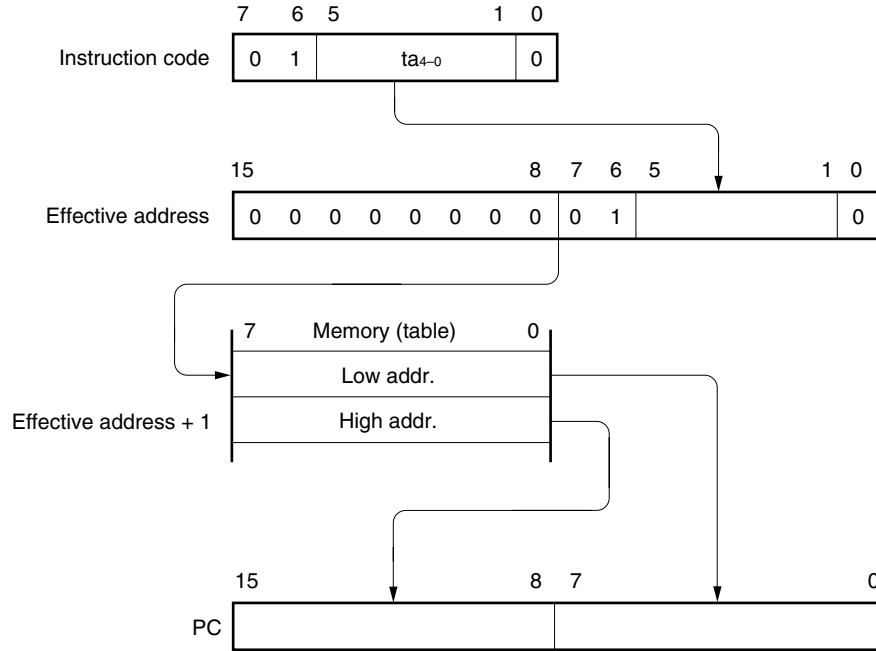 7 6 5 1 0
Instruction code 0 1 ta4–0 0
15 8 7 6 5 1 0
Effective address 0 0 0 0 0 0 0 0 0 1 0
7 Memory (table) 0
Low addr.
Effective address + 1 High addr.
15 8 7 0
PC